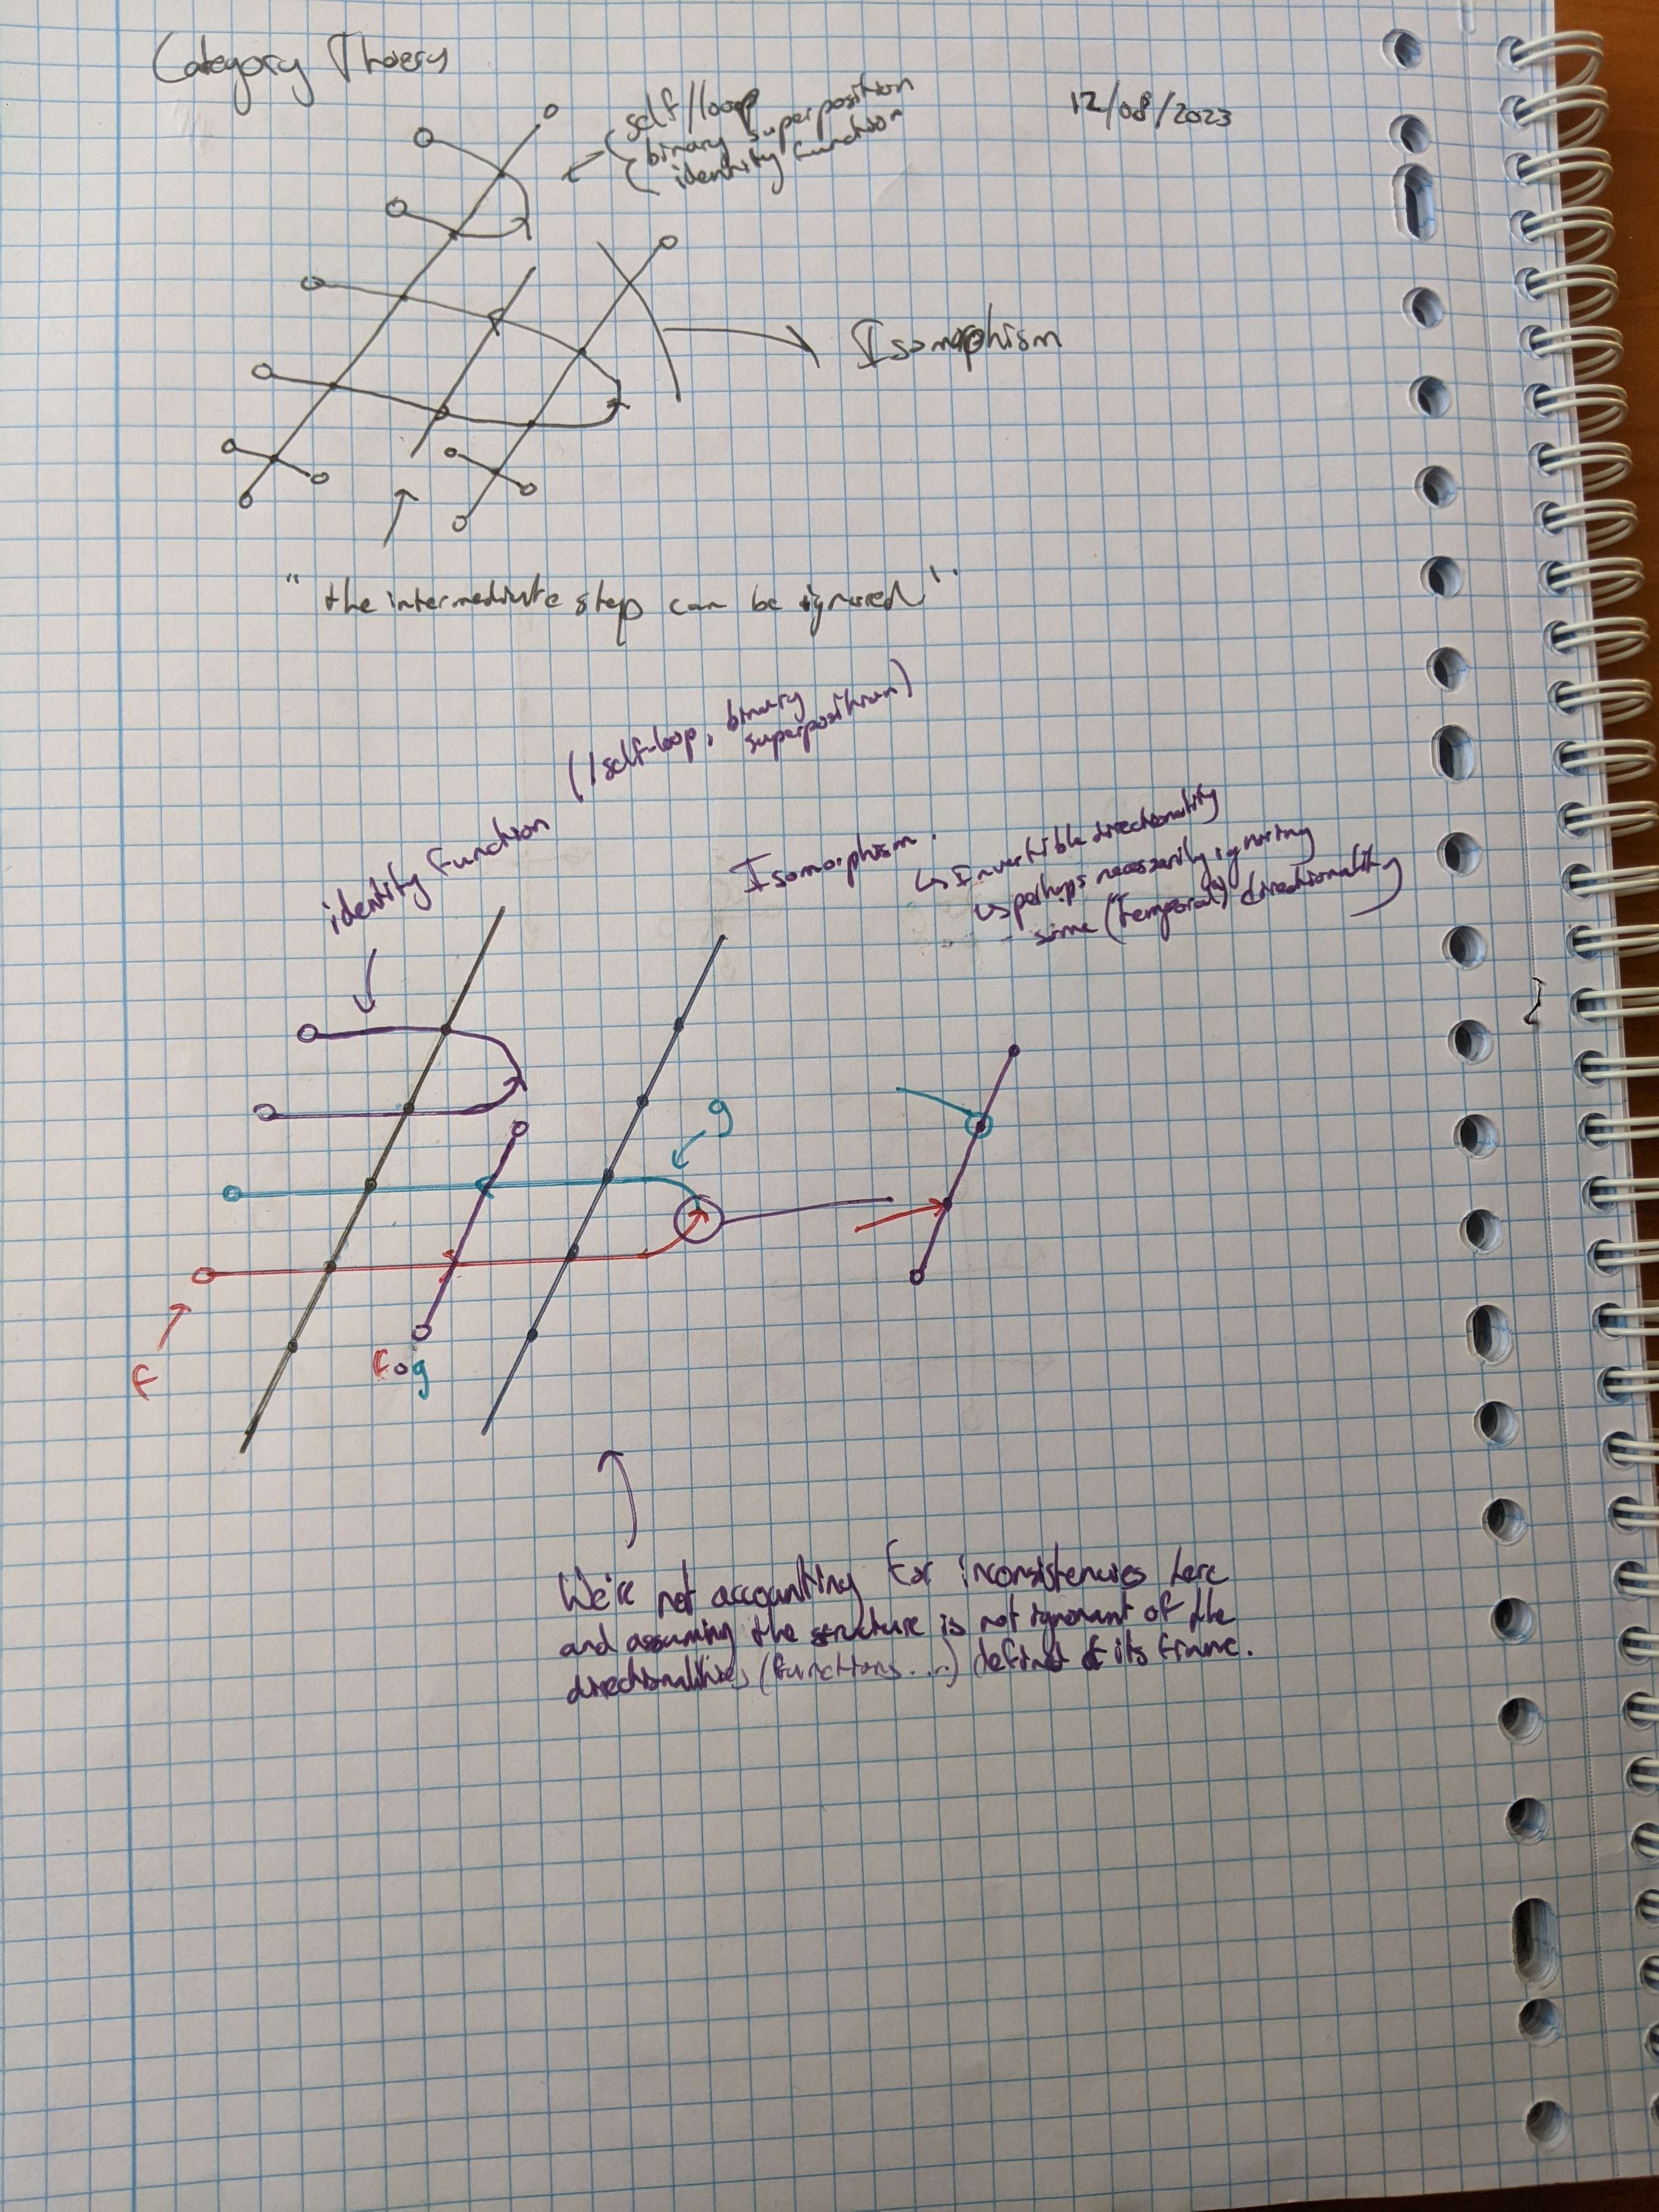 Category Theory
12/08/2023
self/loop
binary superposition
identity function
Isomorphism
"the intermediate step can be ignored"
(/self-loop, binary
superposition)
identity function
Isomorphism.
↳ Invertible directionality
↳ perhaps necessarily ignoring
some (temporal) directionality
g
F
F∘g
We're not accounting for inconsistencies here
and assuming the structure is not ignorant of the
directionalities (functions...) defined of its frame.